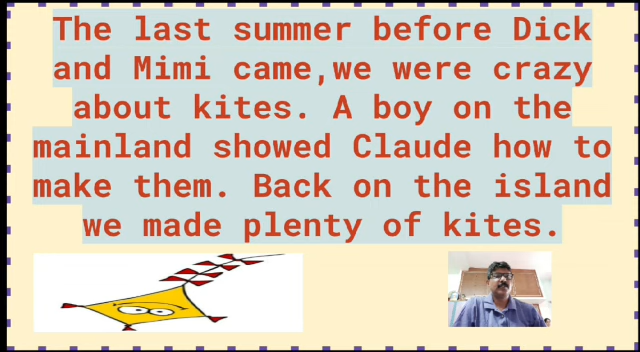 The last summer before Dick
and Mimi came,we were crazy
about kites. A boy on the
mainland showed Claude how to
make them. Back on the island
we made plenty of kites.